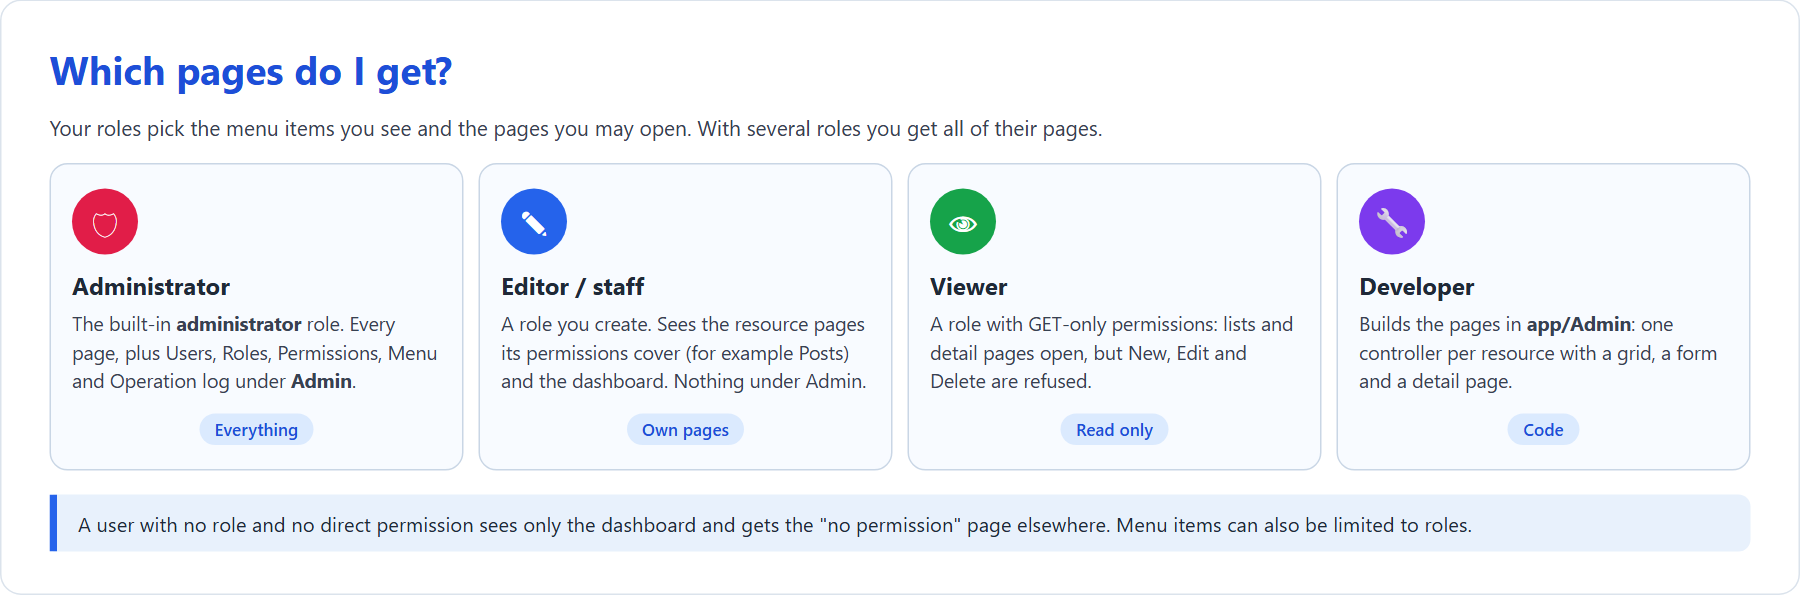 Which pages do I get?
Your roles pick the menu items you see and the pages you may open. With several roles you get all of their pages.
Administrator
The built-in administrator role. Every
page, plus Users, Roles, Permissions, Menu
and Operation log under Admin.
Everything
Editor / staff
A role you create. Sees the resource pages
its permissions cover (for example Posts)
and the dashboard. Nothing under Admin.
Own pages
Viewer
A role with GET-only permissions: lists and
detail pages open, but New, Edit and
Delete are refused.
Read only
Developer
Builds the pages in app/Admin: one
controller per resource with a grid, a form
and a detail page.
Code
A user with no role and no direct permission sees only the dashboard and gets the "no permission" page elsewhere. Menu items can also be limited to roles.